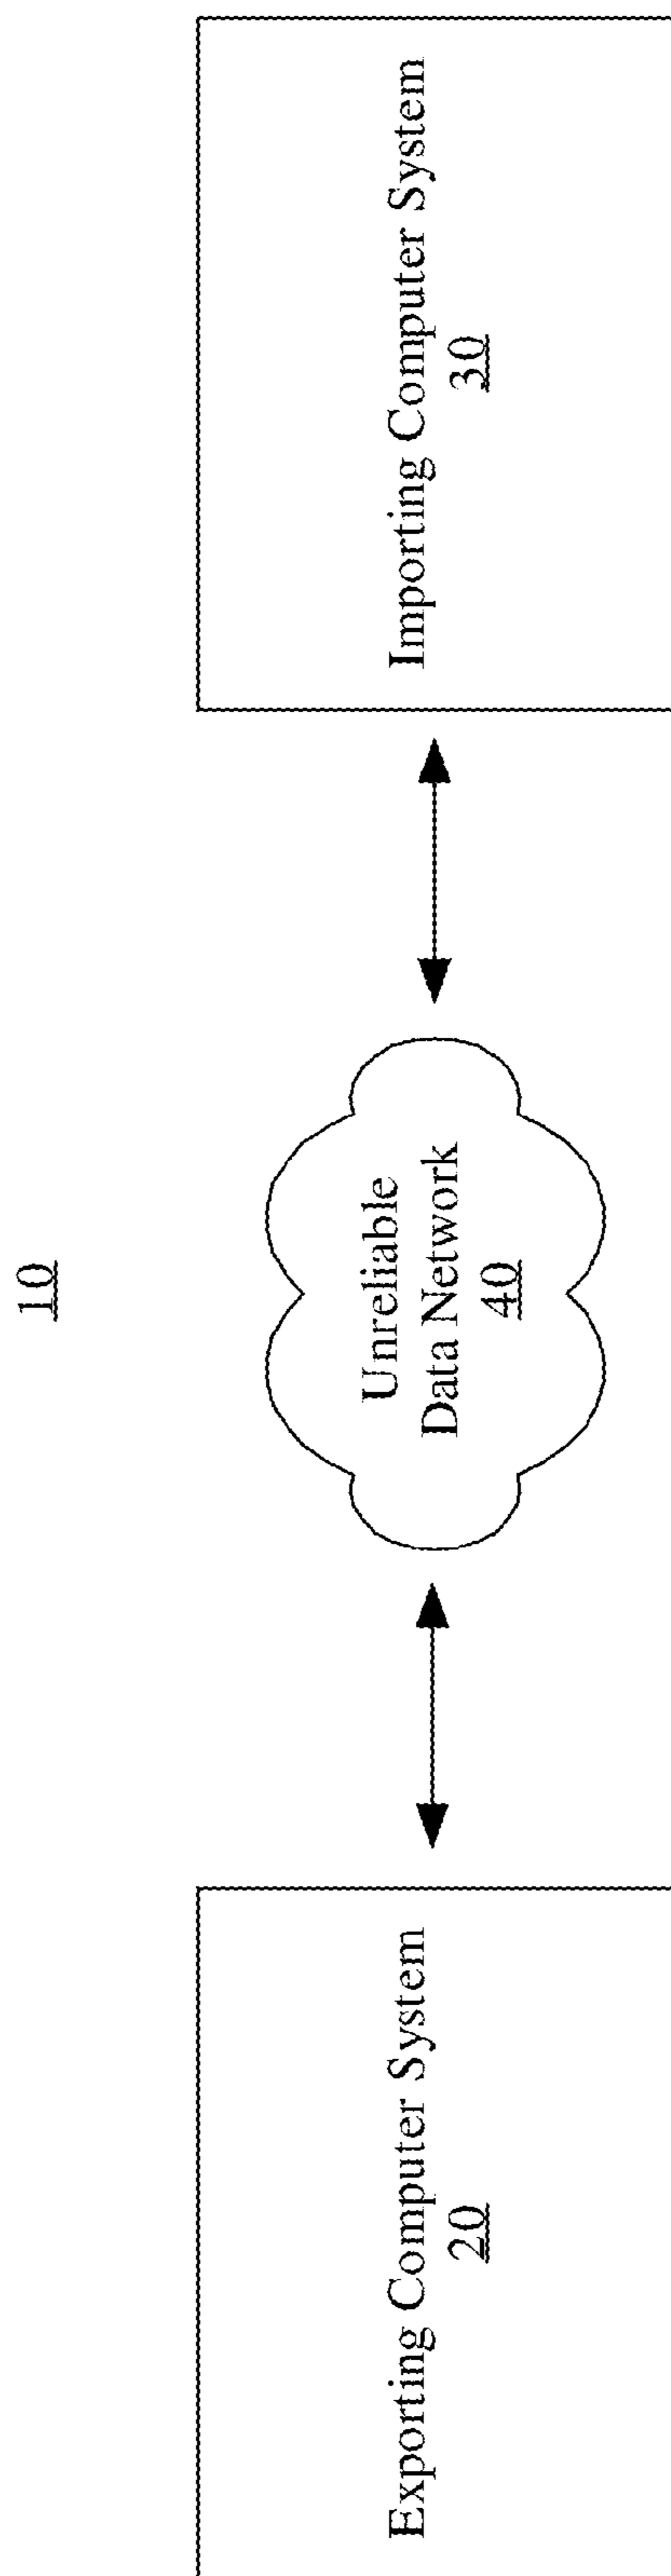 10
Exporting Computer System
20
Unreliable
Data Network
40
Importing Computer System
30